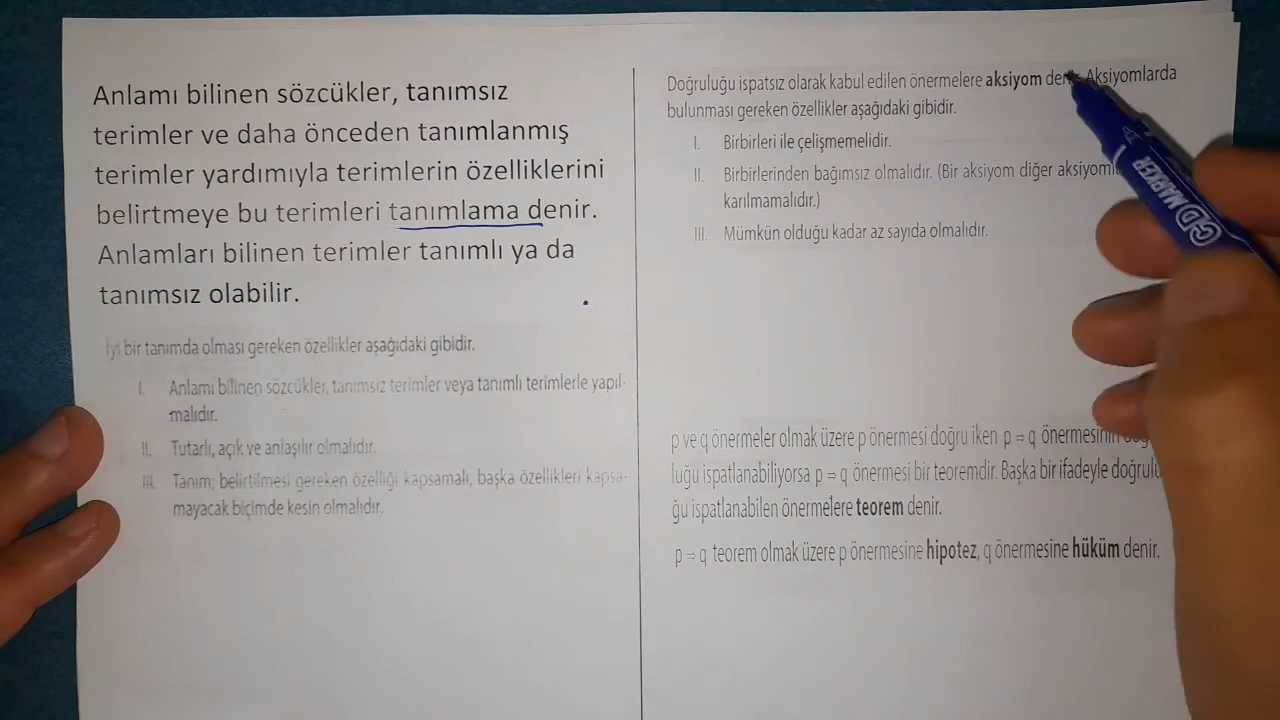 Anlamı bilinen sözcükler, tanımsız
terimler ve daha önceden tanımlanmış
terimler yardımıyla terimlerin özelliklerini
belirtmeye bu terimleri tanımlama denir.
Anlamları bilinen terimler tanımlı ya da
tanımsız olabilir.
İyi bir tanımda olması gereken özellikler aşağıdaki gibidir.
I. Anlamı bilinen sözcükler, tanımsız terimler veya tanımlı terimlerle yapıl-
malıdır.
II. Tutarlı, açık ve anlaşılır olmalıdır.
III. Tanım; belirtilmesi gereken özelliği kapsamalı, başka özellikleri kapsa-
mayacak biçimde kesin olmalıdır.
Doğruluğu ispatsız olarak kabul edilen önermelere aksiyom Aksiyomlarda
bulunması gereken özellikler aşağıdaki gibidir.
I. Birbirleri ile çelişmemelidir.
II. Birbirlerinden bağımsız olmalıdır. (Bir aksiyom diğer
karılmamalıdır.)
III. Mümkün olduğu kadar az sayıda olmalıdır.
p ve q önermeler olmak üzere p önermesi doğru iken p ⇒ q önermesinin
luğu ispatlanabiliyorsa p ⇒ q önermesi bir teoremdir. Başka bir ifadeyle
ğu ispatlanabilen önermelere teorem denir.
p ⇒ q teorem olmak üzere p önermesine hipotez, q önermesine hüküm denir.
G-D MARKER